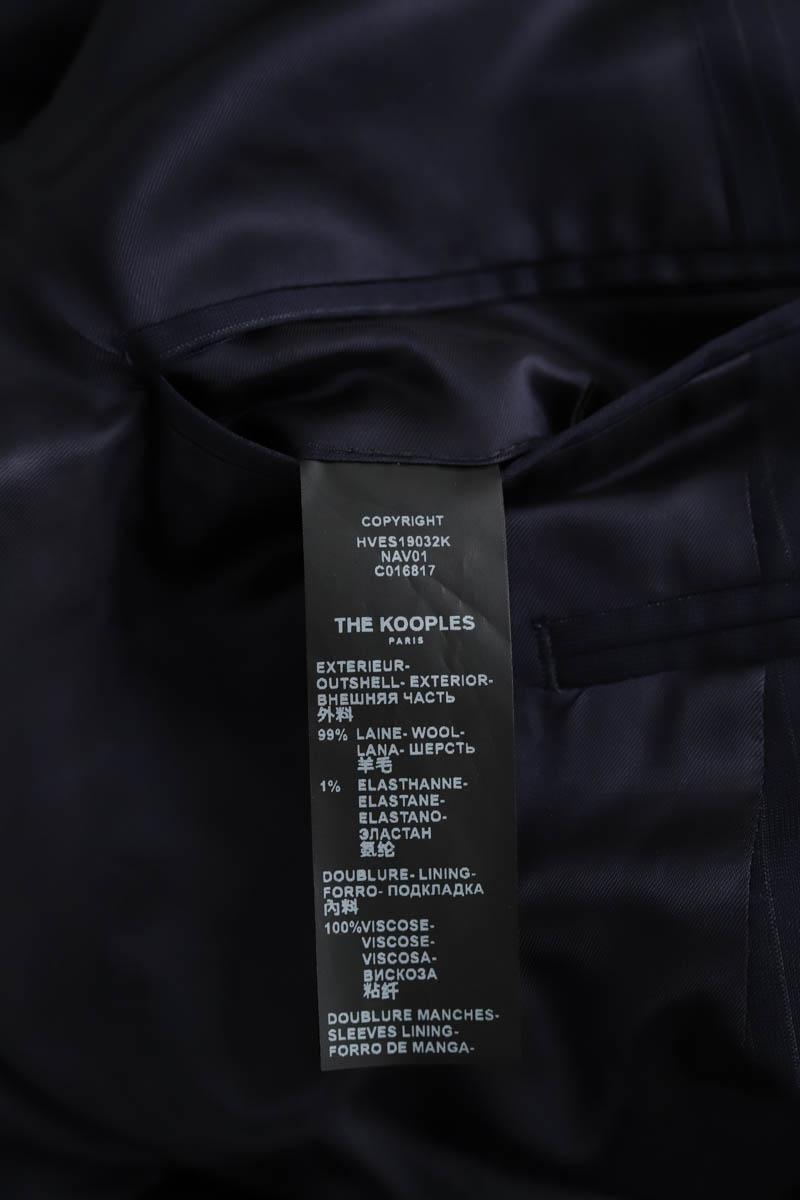 COPYRIGHT
HVES19032K
NAV01
C016817
THE KOOPLES
PARIS
EXTERIEUR-
OUTSHELL- EXTERIOR-
ВНЕШНЯЯ ЧАСТЬ
外料
99% LAINE- WOOL-
LANA- ШЕРСТЬ
羊毛
1% ELASTHANNE-
ELASTANE-
ELASTANO-
ЭЛАСТАН
氨纶
DOUBLURE- LINING-
FORRO- ПОДКЛАДКА
內料
100%VISCOSE-
VISCOSE-
VISCOSA-
ВИСКОЗА
粘纤
DOUBLURE MANCHES-
SLEEVES LINING-
FORRO DE MANGA-